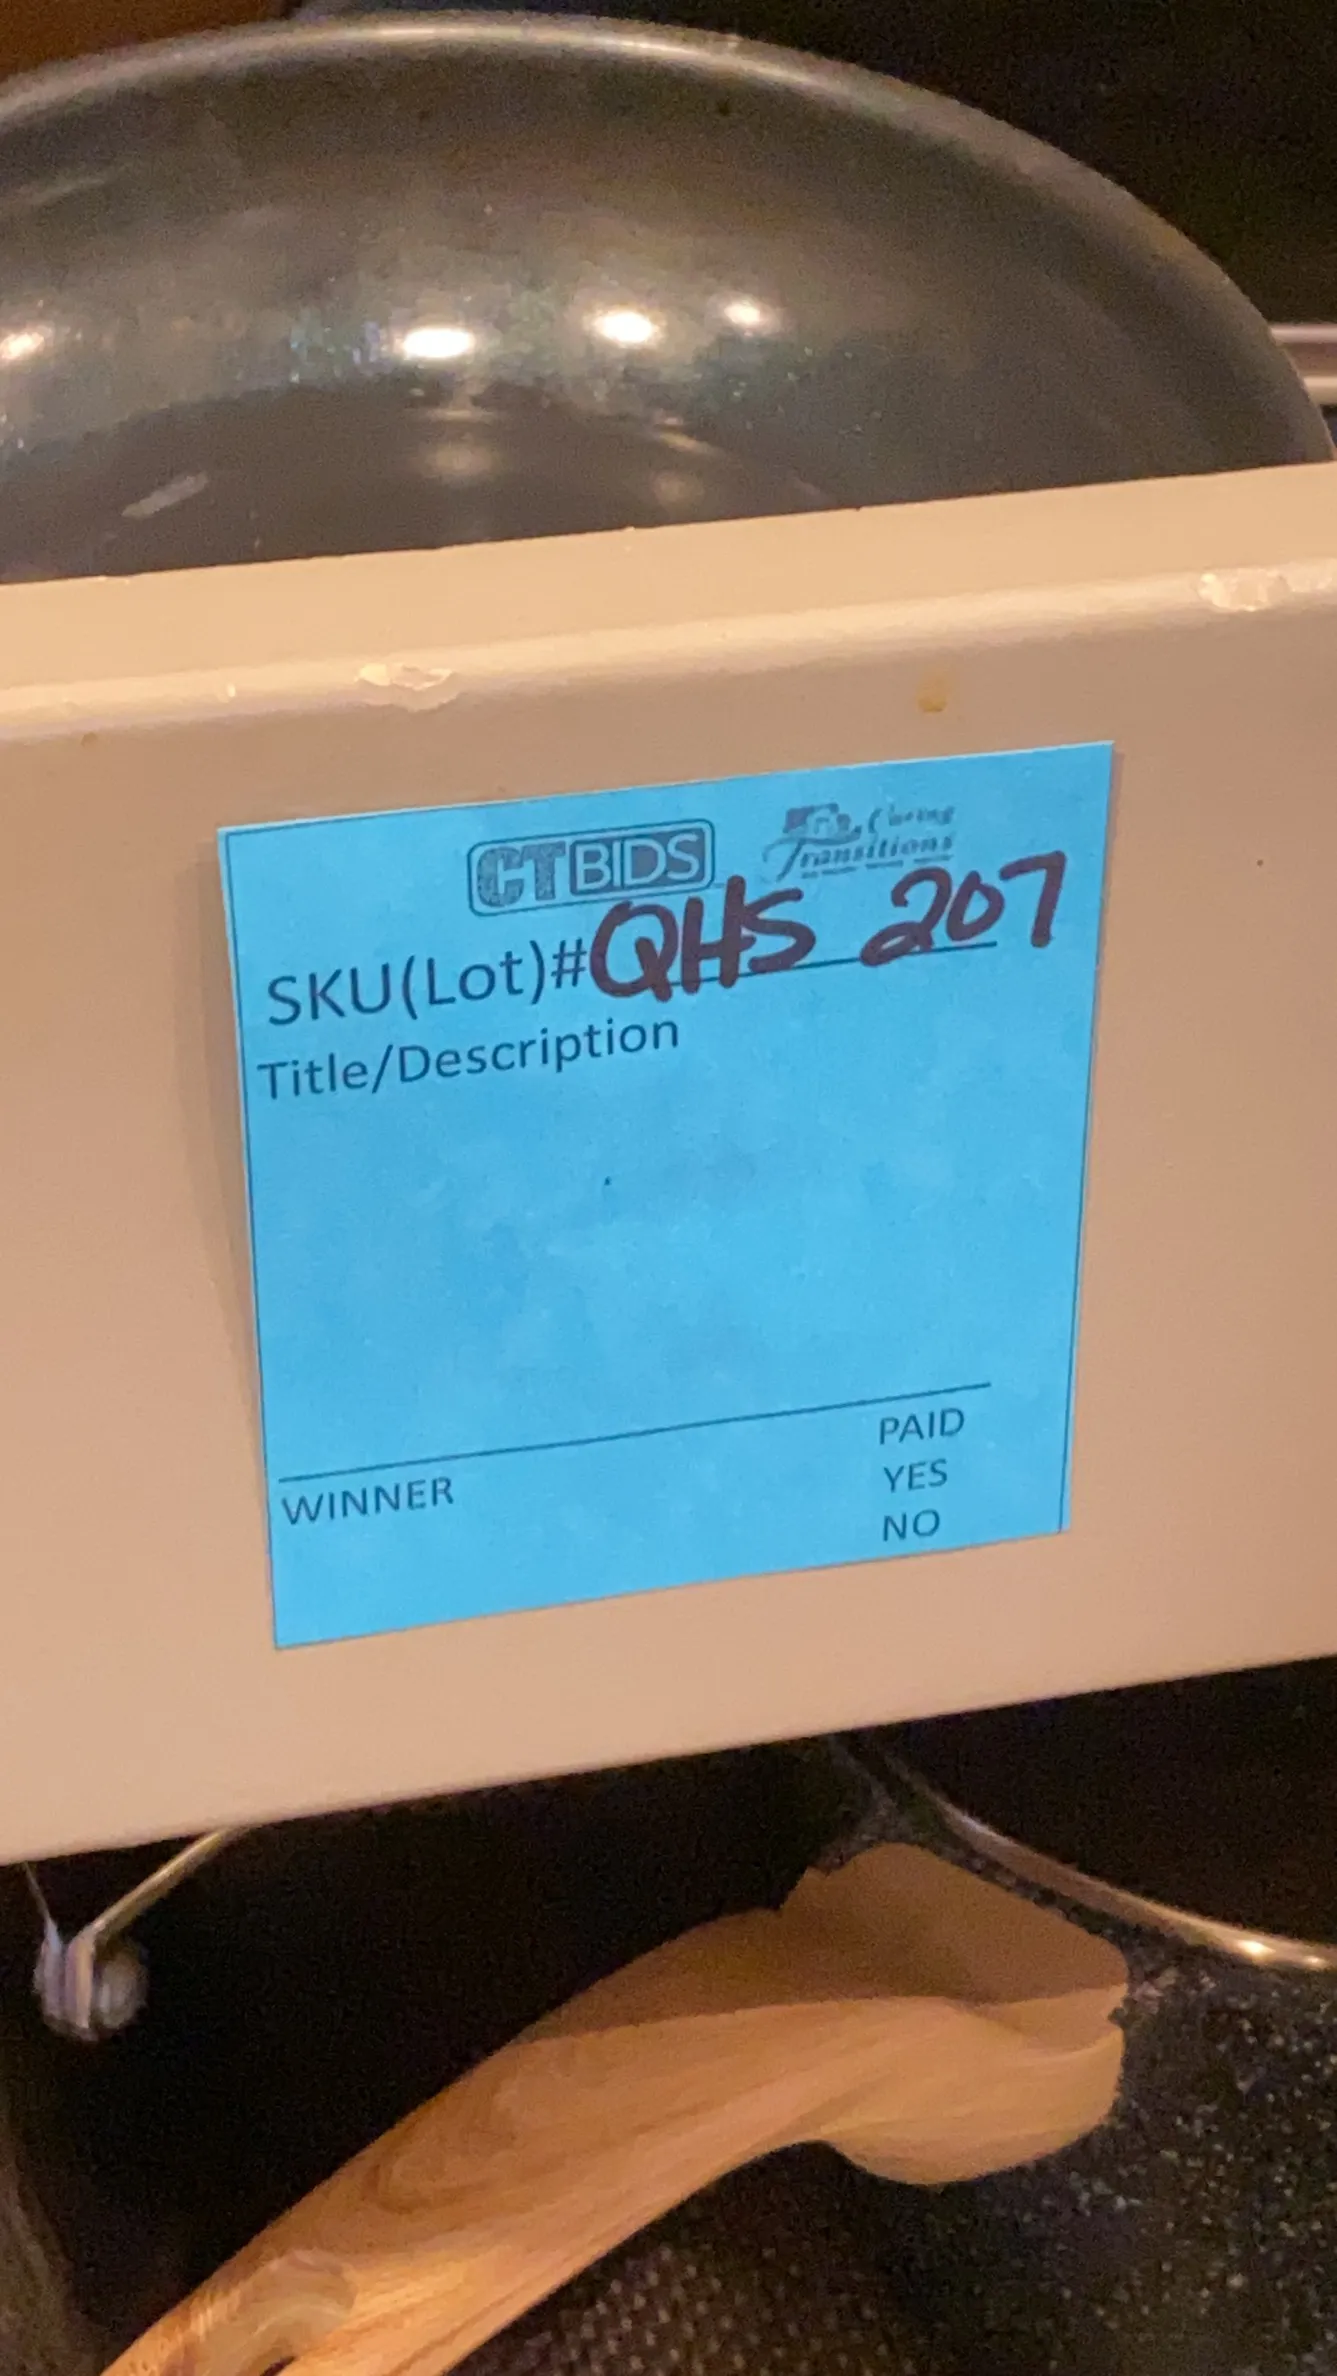 CTBIDS
Caring
Transitions
SKU(Lot)#QHS 207
Title/Description
WINNER
PAID
YES
NO